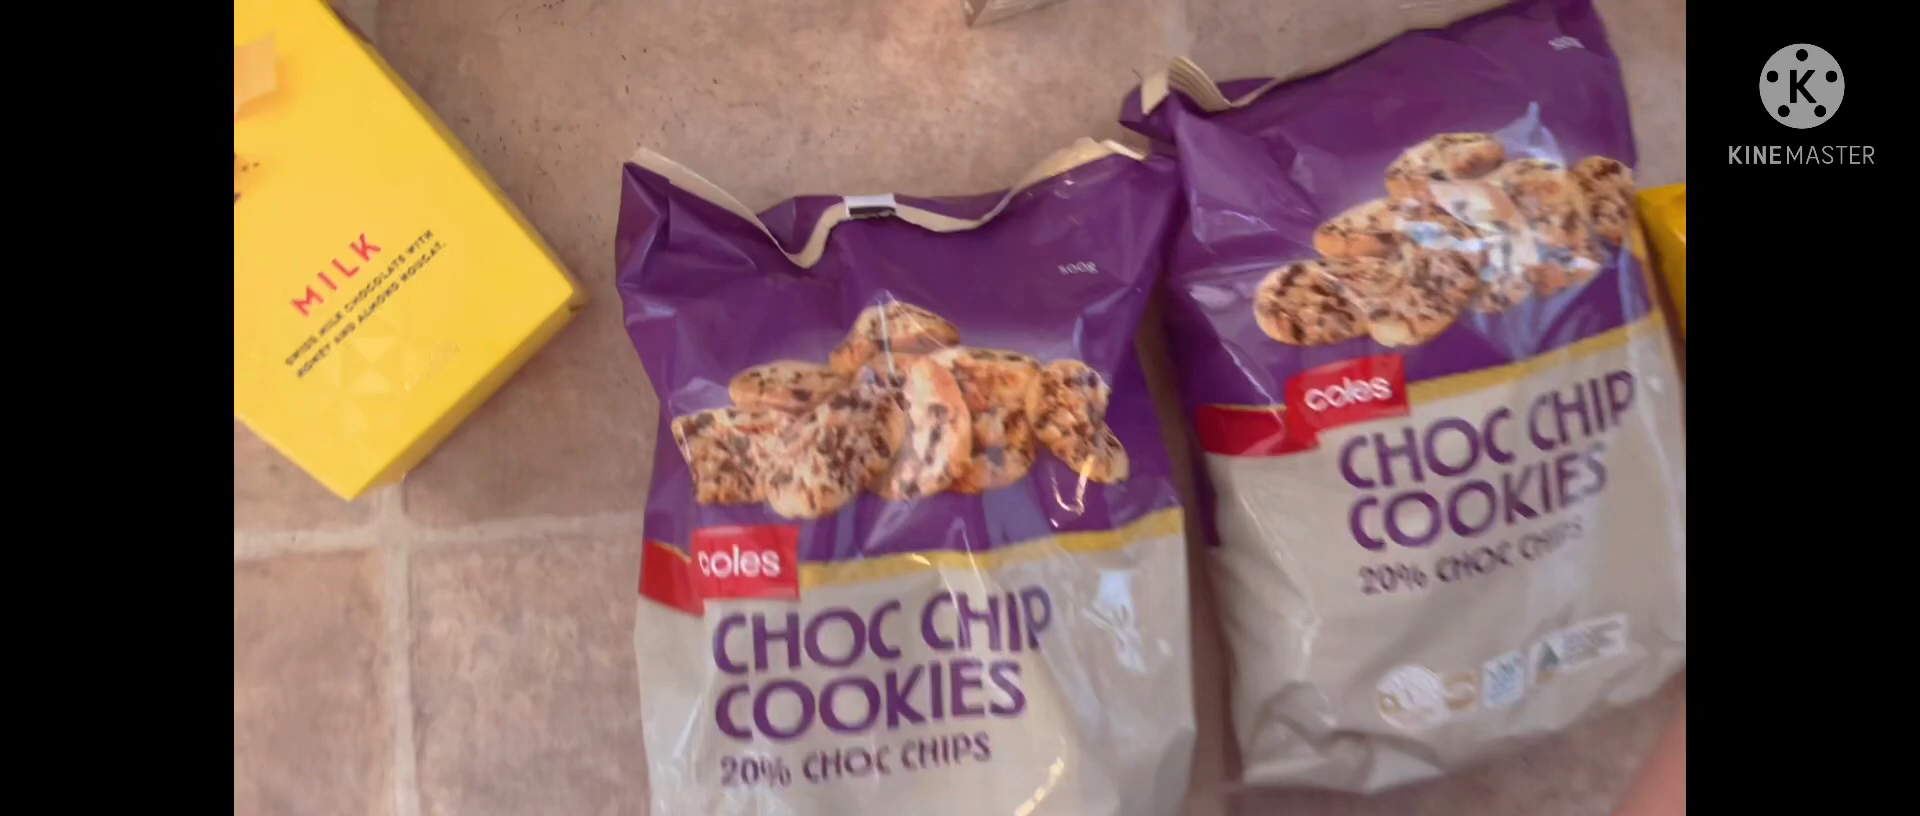 MILK
SWISS MILK CHOCOLATE WITH
HONEY AND ALMOND NOUGAT.
coles
CHOC CHIP
COOKIES
20% CHOC CHIPS
coles
CHOC CHIP
COOKIES
20% CHOC CHIPS
K
KINEMASTER